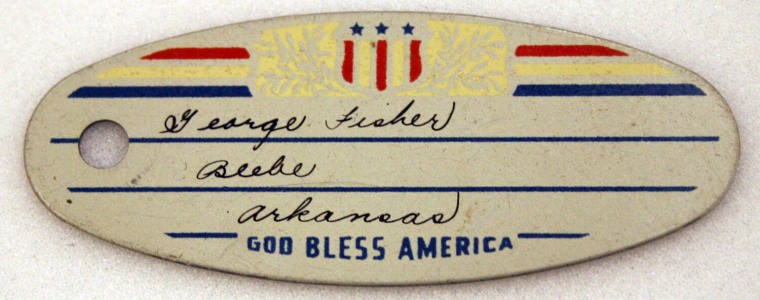 George Fisher
Beebe
Arkansas
GOD BLESS AMERICA